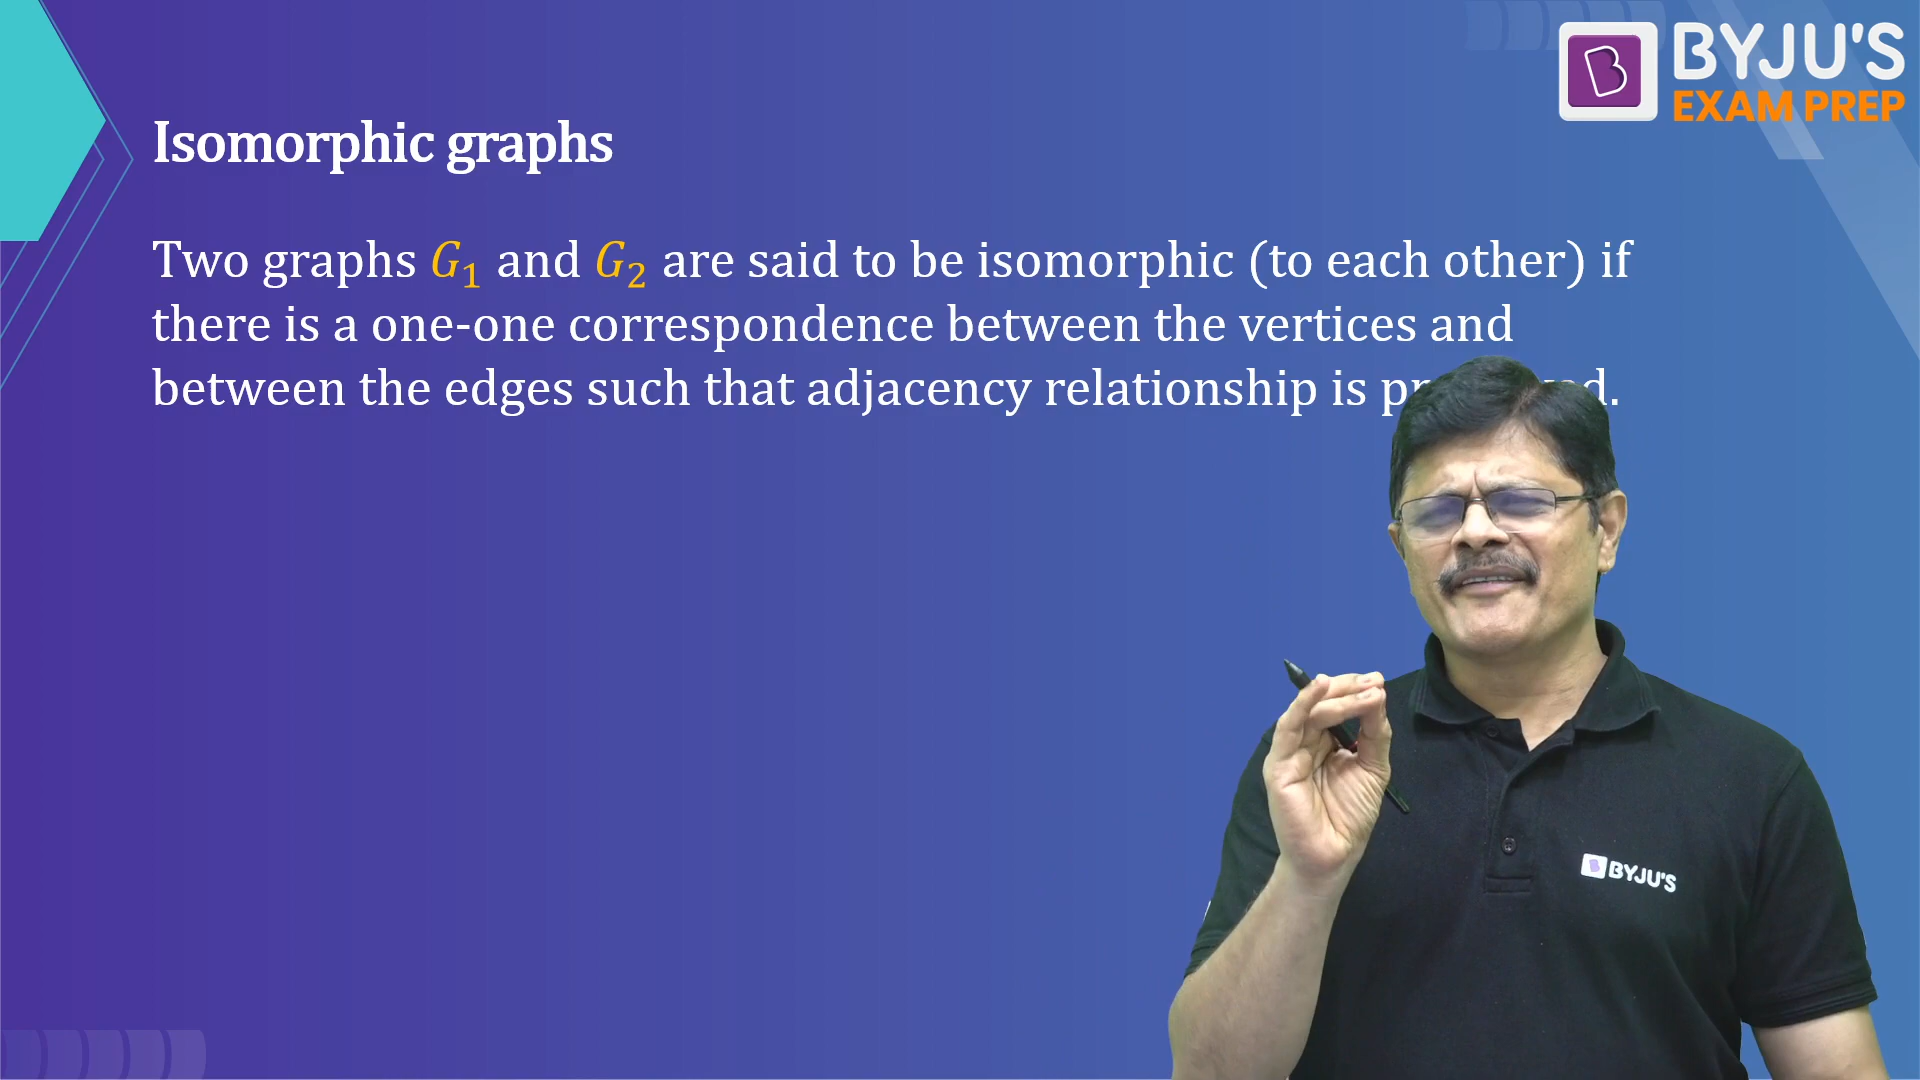 BYJU'S
EXAM PREP
Isomorphic graphs
Two graphs G₁ and G₂ are said to be isomorphic (to each other) if
there is a one-one correspondence between the vertices and
between the edges such that adjacency relationship is
BYJU'S